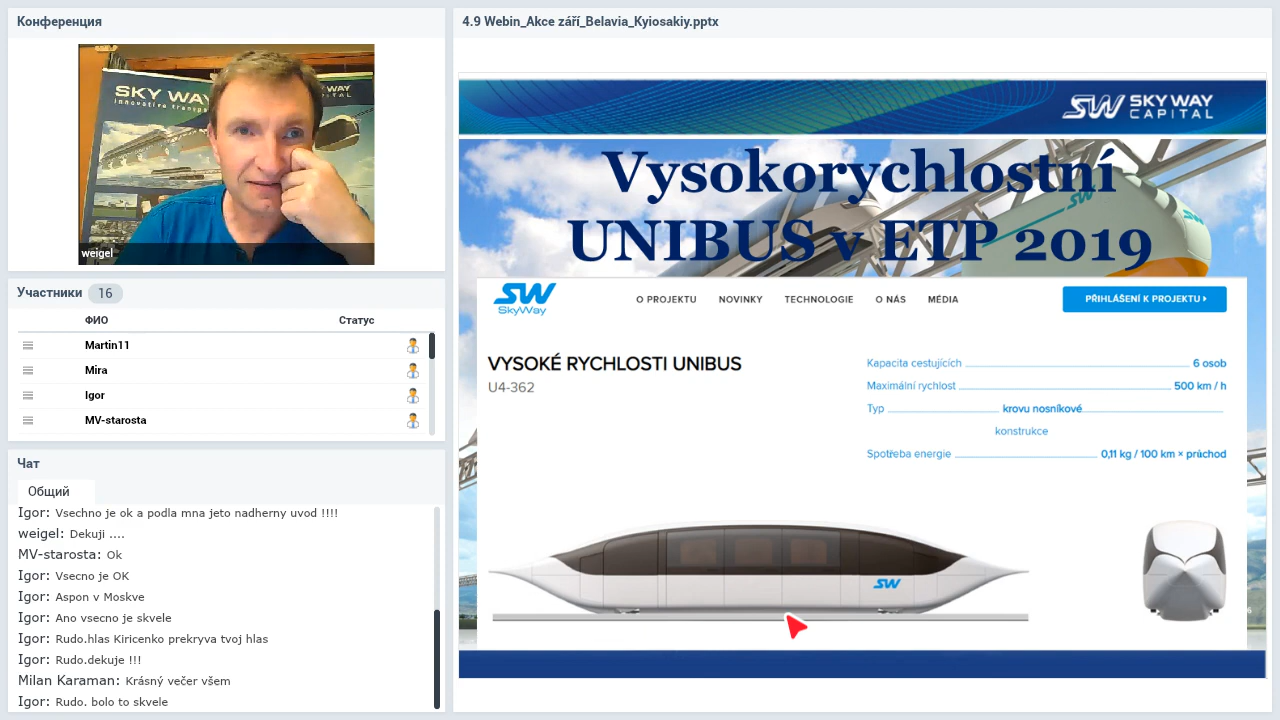 Конференция
SKY WAY
innovative transp
WAY
CAPITAL
weigel
Участники 16
ФИО Статус
Martin11
Mira
Igor
MV-starosta
Чат
Общий
Igor: Vsechno je ok a podla mna jeto nadherny uvod !!!!
weigel: Dekuji ....
MV-starosta: Ok
Igor: Vsecno je OK
Igor: Aspon v Moskve
Igor: Ano vsecno je skvele
Igor: Rudo.hlas Kiricenko prekryva tvoj hlas
Igor: Rudo.dekuje !!!
Milan Karaman: Krásný večer všem
Igor: Rudo. bolo to skvele
4.9 Webin_Akce září_Belavia_Kyiosakiy.pptx
SW SKY WAY
CAPITAL
Vysokorychlostní
UNIBUS v ETP 2019
SW
SkyWay
O PROJEKTU NOVINKY TECHNOLOGIE O NÁS MÉDIA
PŘIHLÁŠENÍ K PROJEKTU
VYSOKÉ RYCHLOSTI UNIBUS
U4-362
Kapacita cestujících 6 osob
Maximální rychlost 500 km / h
Typ krovu nosníkové
konstrukce
Spotřeba energie 0,11 kg / 100 km × průchod
SW
6